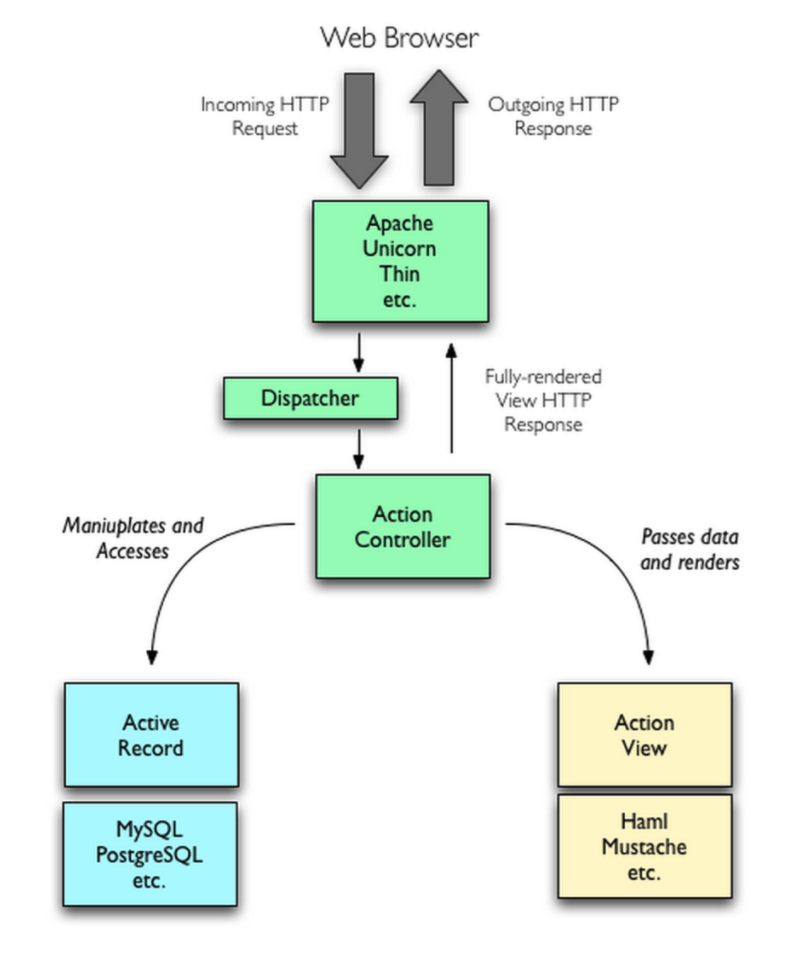 Web Browser
Incoming HTTP
Request
Outgoing HTTP
Response
Apache
Unicorn
Thin
etc.
Dispatcher
Fully-rendered
View HTTP
Response
Action
Controller
Maniuplates and
Accesses
Passes data
and renders
Active
Record
Action
View
MySQL
PostgreSQL
etc.
Haml
Mustache
etc.